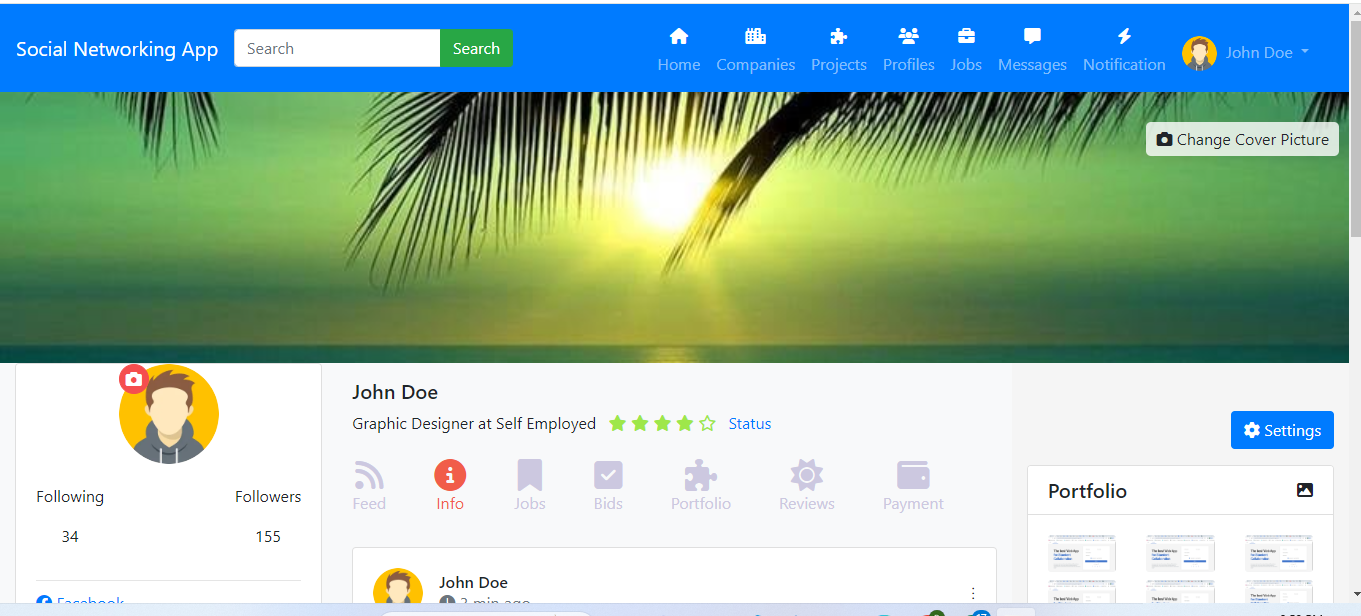 Social Networking App
Search
Search
Home
Companies
Projects
Profiles
Jobs
Messages
Notification
John Doe
Change Cover Picture
John Doe
Graphic Designer at Self Employed
Status
Settings
Following
Followers
34
155
Feed
Info
Jobs
Bids
Portfolio
Reviews
Payment
Portfolio
John Doe
2 min ago
Facebook